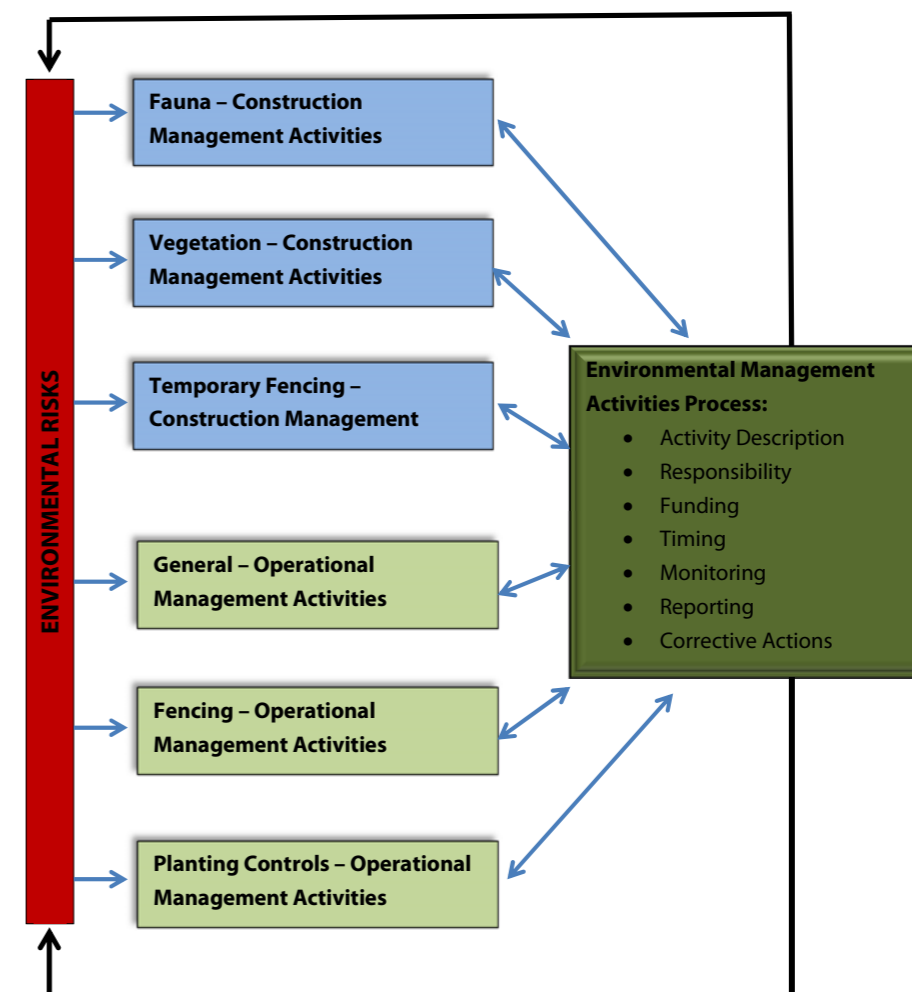 ENVIRONMENTAL RISKS
Fauna – Construction
Management Activities
Vegetation – Construction
Management Activities
Temporary Fencing –
Construction Management
General – Operational
Management Activities
Fencing – Operational
Management Activities
Planting Controls – Operational
Management Activities
Environmental Management
Activities Process:
• Activity Description
• Responsibility
• Funding
• Timing
• Monitoring
• Reporting
• Corrective Actions